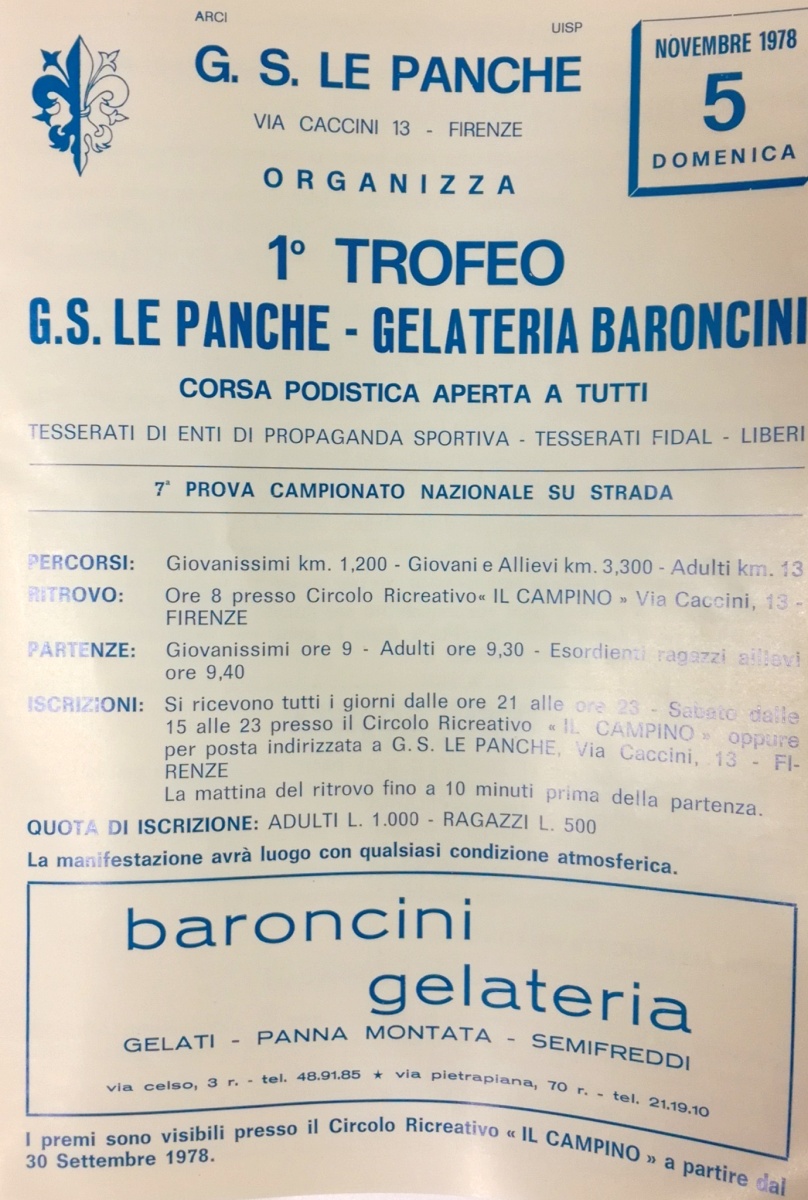 ARCI
UISP
G. S. LE PANCHE
VIA CACCINI 13 - FIRENZE
ORGANIZZA
NOVEMBRE 1978
5
DOMENICA
1º TROFEO
G.S. LE PANCHE - GELATERIA BARONCINI
CORSA PODISTICA APERTA A TUTTI
TESSERATI DI ENTI DI PROPAGANDA SPORTIVA - TESSERATI FIDAL - LIBERI
7ª PROVA CAMPIONATO NAZIONALE SU STRADA
PERCORSI: Giovanissimi km. 1,200 - Giovani e Allievi km. 3,300 - Adulti km. 13
RITROVO: Ore 8 presso Circolo Ricreativo« IL CAMPINO » Via Caccini, 13 -
FIRENZE
PARTENZE: Giovanissimi ore 9 - Adulti ore 9,30 - Esordienti ragazzi allievi
ore 9,40
ISCRIZIONI: Si ricevono tutti i giorni dalle ore 21 alle ore 23 - Sabato dalle
15 alle 23 presso il Circolo Ricreativo « IL CAMPINO » oppure
per posta indirizzata a G.S. LE PANCHE, Via Caccini, 13 - FI-
RENZE
La mattina del ritrovo fino a 10 minuti prima della partenza.
QUOTA DI ISCRIZIONE: ADULTI L. 1.000 - RAGAZZI L. 500
La manifestazione avrà luogo con qualsiasi condizione atmosferica.
baroncini
gelateria
GELATI - PANNA MONTATA - SEMIFREDDI
via celso, 3 r. - tel. 48.91.85 ★ via pietrapiana, 70 r. - tel. 21.19.10
I premi sono visibili presso il Circolo Ricreativo « IL CAMPINO » a partire dal
30 Settembre 1978.